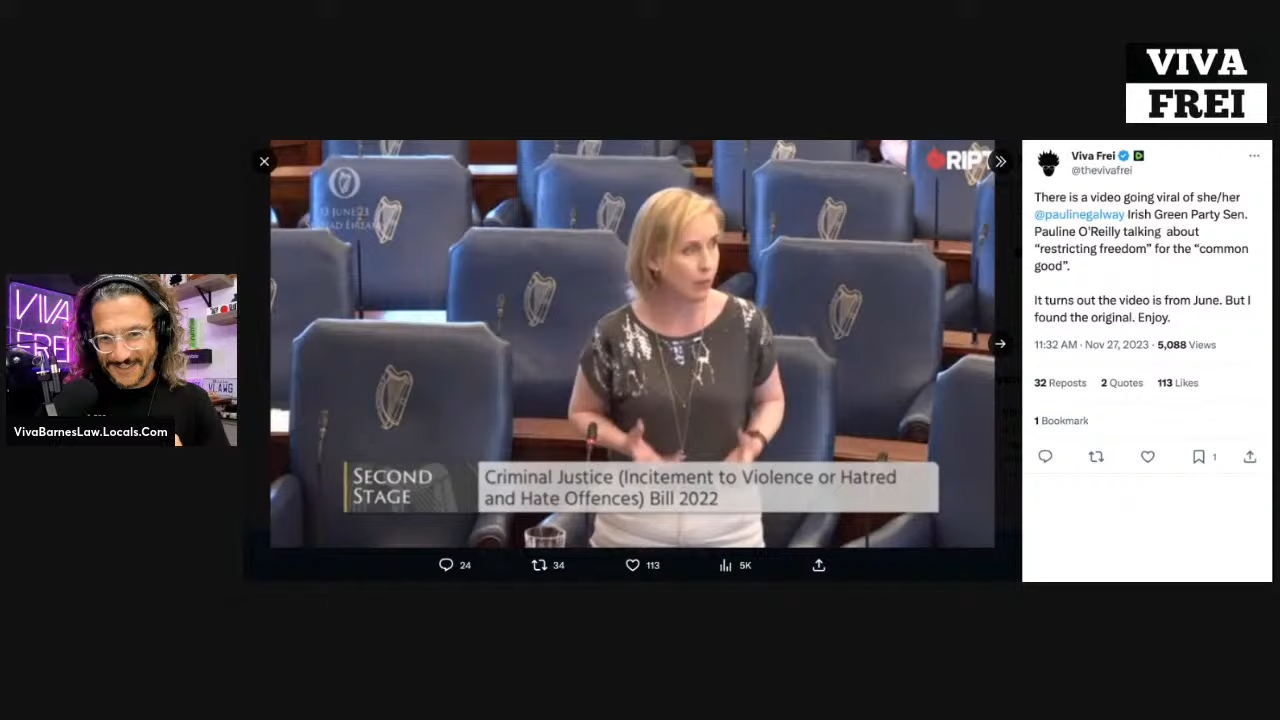 VIVA
FREI
RIPT
13 JUNE 23
Viva Frei
@thevivafrei
There is a video going viral of she/her
@paulinegalway Irish Green Party Sen.
Pauline O'Reilly talking about
“restricting freedom” for the “common
good”.
It turns out the video is from June. But I
found the original. Enjoy.
11:32 AM · Nov 27, 2023 · 5,088 Views
32 Reposts 2 Quotes 113 Likes
1 Bookmark
1
VIVA
FREI
VivaBarnesLaw.Locals.Com
SECOND
STAGE
Criminal Justice (Incitement to Violence or Hatred
and Hate Offences) Bill 2022
24 34 113 5K